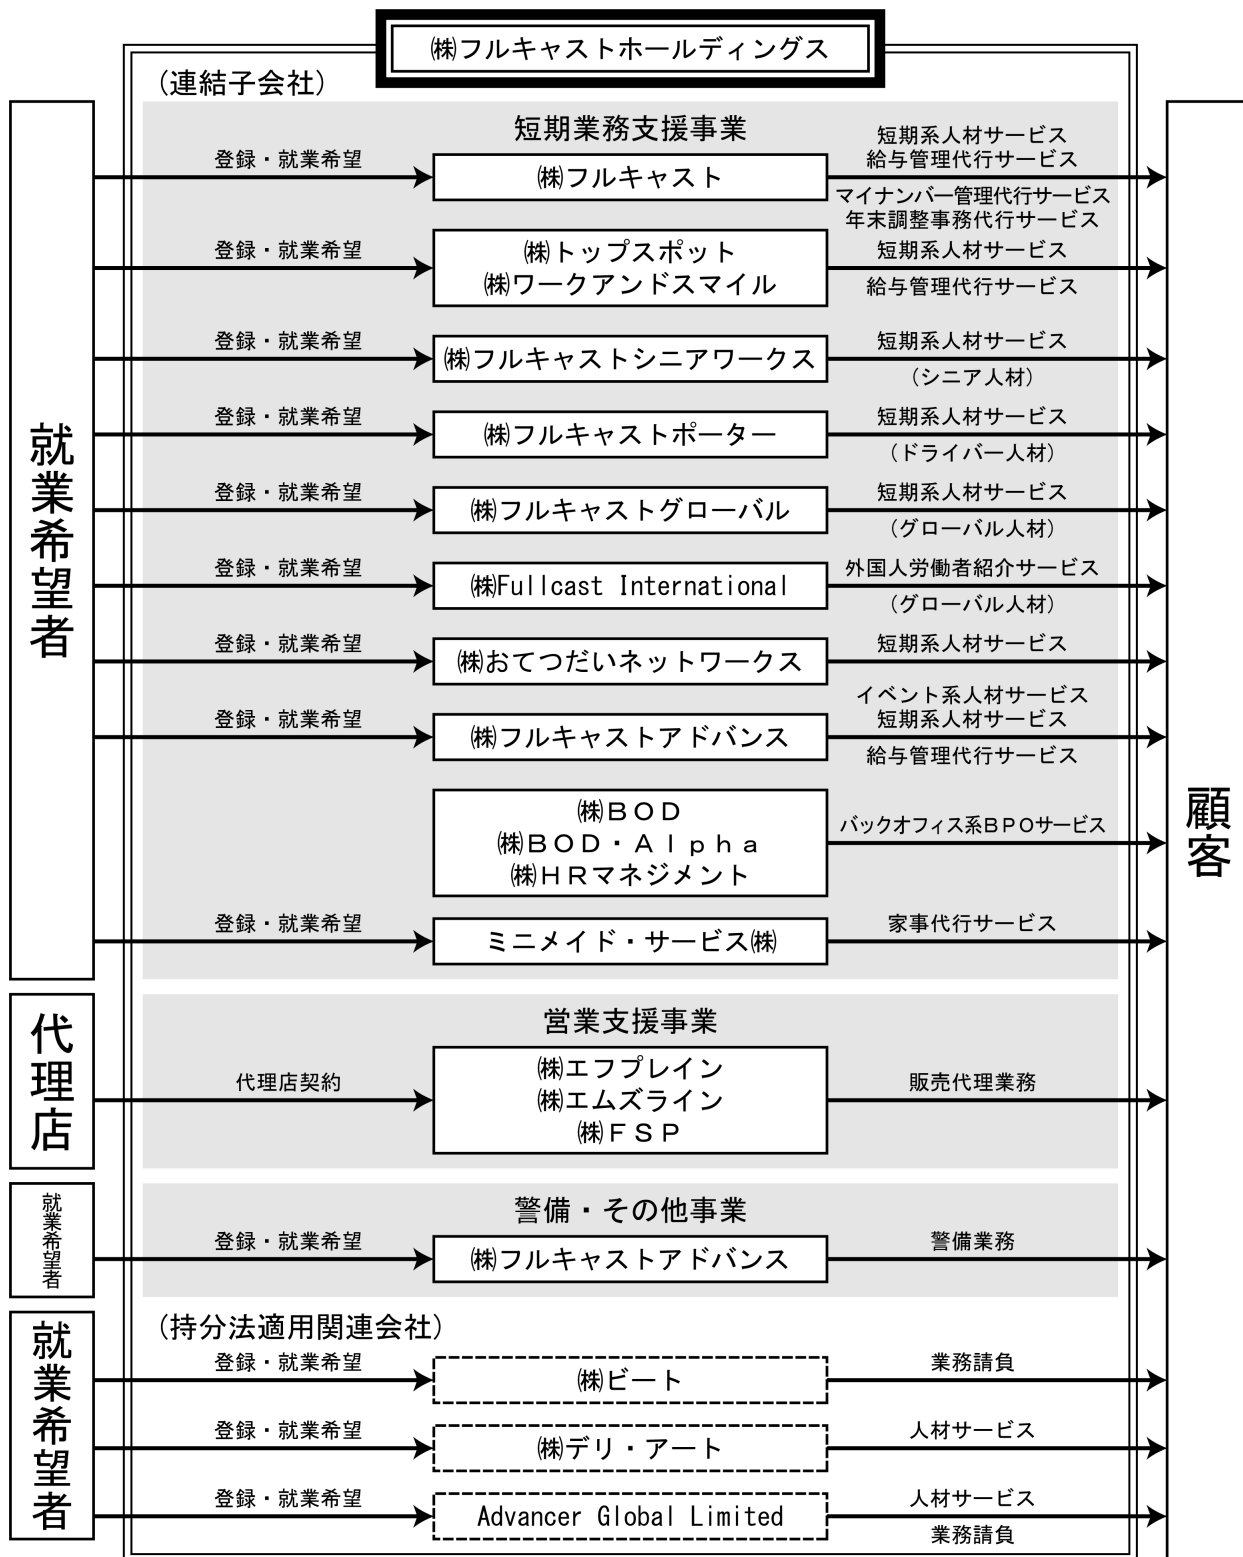 ㈱フルキャストホールディングス
（連結子会社）
就業希望者
短期業務支援事業
登録・就業希望
㈱フルキャスト
短期系人材サービス
給与管理代行サービス
マイナンバー管理代行サービス
年末調整事務代行サービス
登録・就業希望
㈱トップスポット
㈱ワークアンドスマイル
短期系人材サービス
給与管理代行サービス
登録・就業希望
㈱フルキャストシニアワークス
短期系人材サービス
（シニア人材）
登録・就業希望
㈱フルキャストポーター
短期系人材サービス
（ドライバー人材）
登録・就業希望
㈱フルキャストグローバル
短期系人材サービス
（グローバル人材）
登録・就業希望
㈱Fullcast International
外国人労働者紹介サービス
（グローバル人材）
登録・就業希望
㈱おてつだいネットワークス
短期系人材サービス
登録・就業希望
㈱フルキャストアドバンス
イベント系人材サービス
短期系人材サービス
給与管理代行サービス
㈱ＢＯＤ
㈱ＢＯＤ・Ａｌｐｈａ
㈱ＨＲマネジメント
バックオフィス系ＢＰＯサービス
登録・就業希望
ミニメイド・サービス㈱
家事代行サービス
顧客
代理店
営業支援事業
代理店契約
㈱エフプレイン
㈱エムズライン
㈱ＦＳＰ
販売代理業務
就業希望者
警備・その他事業
登録・就業希望
㈱フルキャストアドバンス
警備業務
就業希望者
（持分法適用関連会社）
登録・就業希望
㈱ビート
業務請負
登録・就業希望
㈱デリ・アート
人材サービス
登録・就業希望
Advancer Global Limited
人材サービス
業務請負